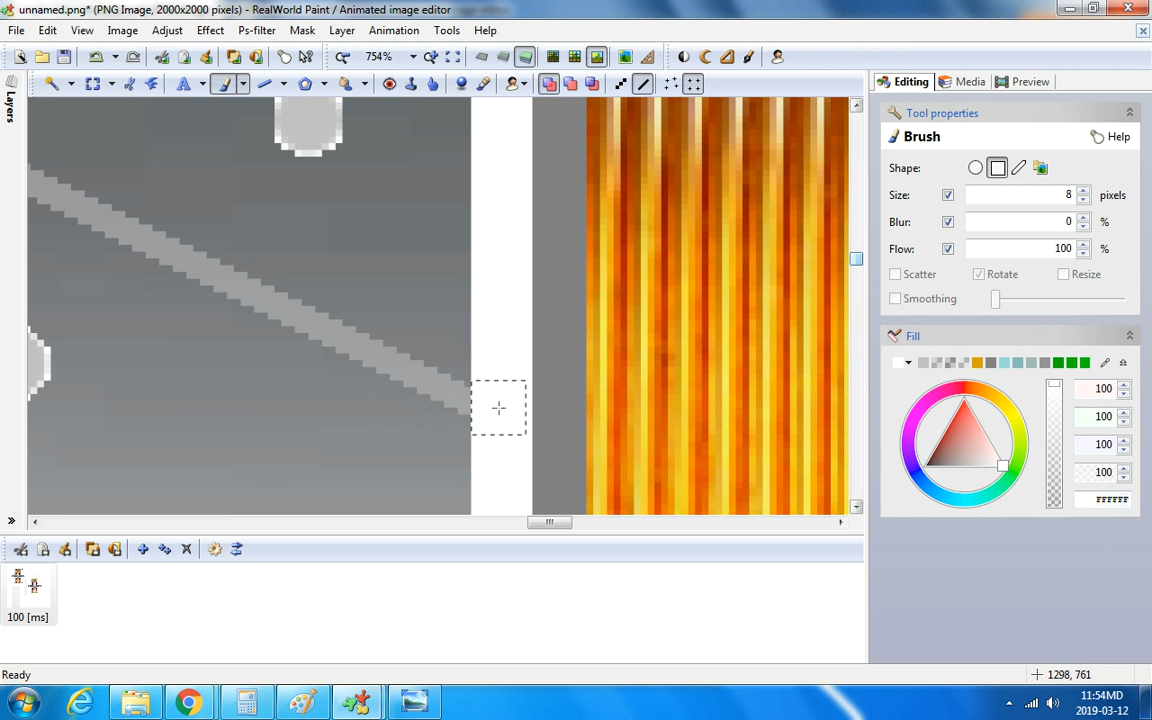 unnamed.png* (PNG Image, 2000x2000 pixels) - RealWorld Paint / Animated image editor
File Edit View Image Adjust Effect Ps-filter Mask Layer Animation Tools Help
754%
Layers
Editing Media Preview
Tool properties
Brush Help
Shape:
Size: 8 pixels
Blur: 0 %
Flow: 100 %
Scatter Rotate Resize
Smoothing
Fill
100
100
100
100
FFFFFF
100 [ms]
Ready 1298, 761
11:54MD
2019-03-12